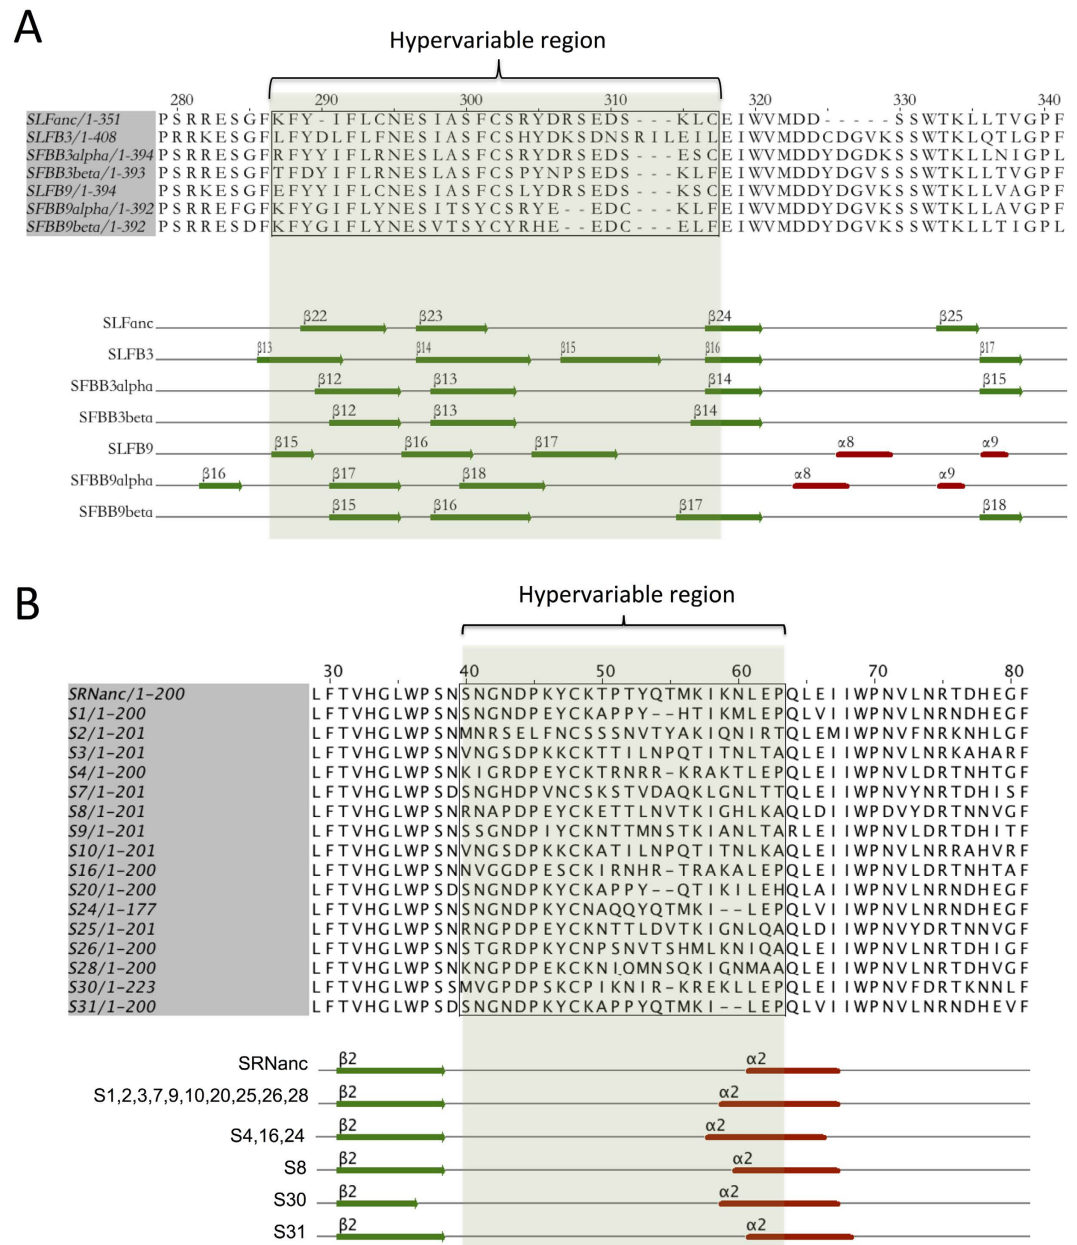 A
Hypervariable region
280 290 300 310 320 330 340
SLFanc/1-351 PSRRESGFKFY-IFLCNESIASFCSRYDRSEDS---KLCEIWVMDD-----SSWTKLLTVGPF
SLFB3/1-408 PSRKESGFLFYDLFLFNESIASFCSHYDKSDNSRILEILEIWVMDDCDGVKSSWTKLQTLGPF
SFBB3alpha/1-394 PSRRESGFRFYYIFLRNESLASFCSRYDRSEDS---ESCEIWVMDDYDGDKSSWTKLLNIGPL
SFBB3beta/1-393 PSRRESGFTFDYIFLRNESLASFCSPYNPSEDS---KLFEIWVMDDYDGVKSSWTKLLTVGPF
SLFB9/1-394 PSRKESGFEFYYIFLCNESIASFCSLYDRSEDS---KSCEIWVMDDYDGVSSSWTKLLVAGPF
SFBB9alpha/1-392 PSRREFGFKFYGIFLYNESITSYCSRYE--EDC---KLFEIWVMDDYDGVKSSWTKLLAVGPF
SFBB9beta/1-392 PSRRESDFKFYGIFLYNESVTSYCYRHE--EDC---ELFEIWVMDDYDGVKSSWTKLLTIGPL
SLFanc β22 β23 β24 β25
SLFB3 β13 β14 β15 β16 β17
SFBB3alpha β12 β13 β14 β15
SFBB3beta β12 β13 β14
SLFB9 β15 β16 β17 α8 α9
SFBB9alpha β16 β17 β18 α8 α9
SFBB9beta β15 β16 β17 β18
B
Hypervariable region
30 40 50 60 70 80
SRNanc/1-200 LFTVHGLWPSNSNGNDPKYCKTPTYQTMKIKNLEPQLEIIWPNVLNRTDHEGF
S1/1-200 LFTVHGLWPSNSNGNDPKYCKAPPY--HTIKMLEPQLVIIWPNVLNRNDHEGF
S2/1-201 LFTVHGLWPSNMNRSELFNCSSSNVTYAKIQNIRTQLEMIWPNVFNRKNHLGF
S3/1-201 LFTVHGLWPSNVNGSDPKKCKTTILNPQTITNLTAQLEIIWPNVLNRKAHARF
S4/1-200 LFTVHGLWPSNKIGRDPEYCKTRNRR-KRAKTLEPQLEIIWPNVLDRTNHTGF
S7/1-201 LFTVHGLWPSDSNGHDPVNCSKSTVDAQKLGNLTTQLEIIWPNVYNRTDHISF
S8/1-201 LFTVHGLWPSNRNAPDPEYCKETTLNVTKIGHLKAQLDIIWPDVYDRTNNVGF
S9/1-201 LFTVHGLWPSNSSGNDPIYCKNTTMNSTKIANLTARLEIIWPNVLDRTDHITF
S10/1-201 LFTVHGLWPSNVNGSDPKKCKATILNPQTITNLKAQLEIIWPNVLNRRAHVRF
S16/1-200 LFTVHGLWPSNNVGGDPESCKIRNHR-TRAKALEPQLEIIWPNVLDRTNHTAF
S20/1-200 LFTVHGLWPSDSNGNDPKYCKAPPY--QTIKILEHQLAIIWPNVLNRNDHEGF
S24/1-177 LFTVHGLWPSNSNGNDPKYCNAQQYQTMKI--LEPQLVIIWPNVLNRNDHEGF
S25/1-201 LFTVHGLWPSNRNGPDPEYCKNTTLDVTKIGNLQAQLDIIWPNVYDRTNNVGF
S26/1-200 LFTVHGLWPSNSTGRDPKYCNPSNVTSHMLKNIQAQLEIIWPNVLNRTDHIGF
S28/1-200 LFTVHGLWPSNKNGPDPEKCKNIQMNSQKIGNMAAQLEIIWPNVLNRTDHVGF
S30/1-223 LFTVHGLWPSSMVGPDPSKCPIKNIR-KREKLLEPQLEIIWPNVFDRTKNNLF
S31/1-200 LFTVHGLWPSDSNGNDPKYCKAPPYQTMKI--LEPQLVIIWPNVLNRTDHEVF
SRNanc β2 α2
S1,2,3,7,9,10,20,25,26,28 β2 α2
S4,16,24 β2 α2
S8 β2 α2
S30 β2 α2
S31 β2 α2